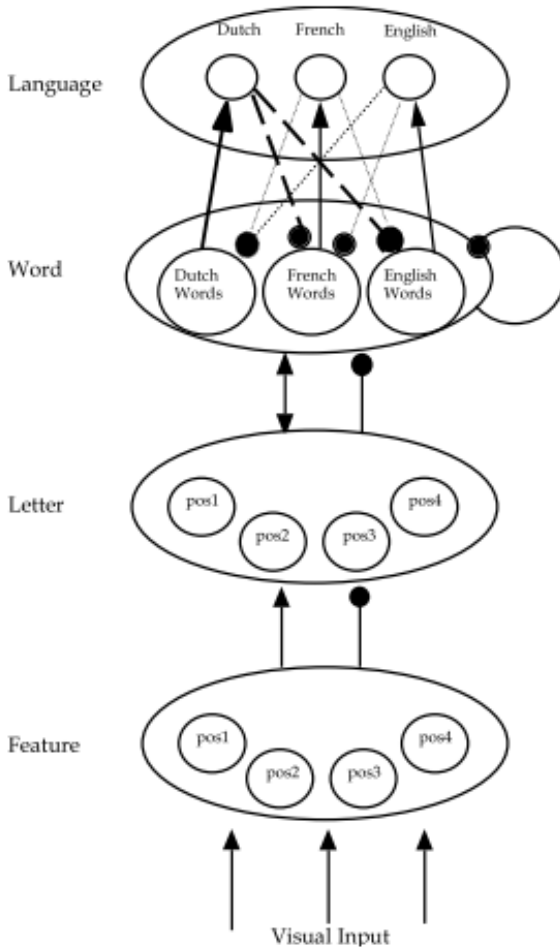 Dutch French English
Language
Word
Dutch Words
French Words
English Words
Letter
pos1
pos2
pos3
pos4
Feature
pos1
pos2
pos3
pos4
Visual Input